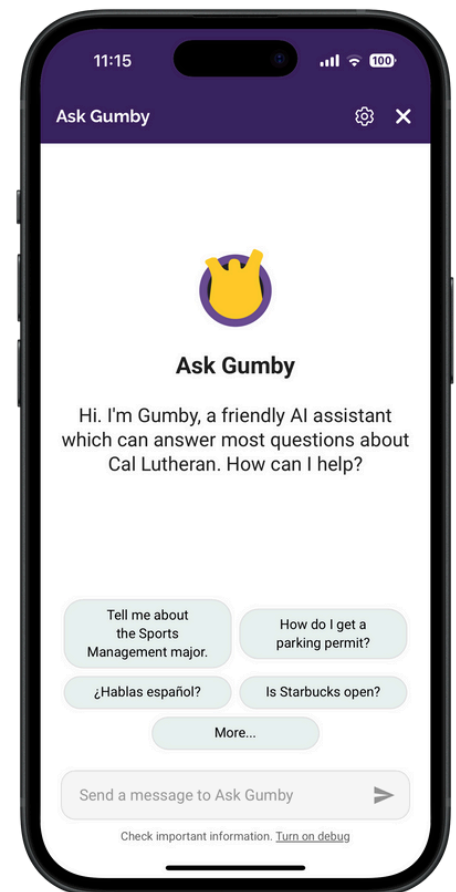 11:15
100
Ask Gumby
Ask Gumby
Hi. I'm Gumby, a friendly AI assistant
which can answer most questions about
Cal Lutheran. How can I help?
Tell me about
the Sports
Management major.
How do I get a
parking permit?
¿Hablas español?
Is Starbucks open?
More...
Send a message to Ask Gumby
Check important information. Turn on debug